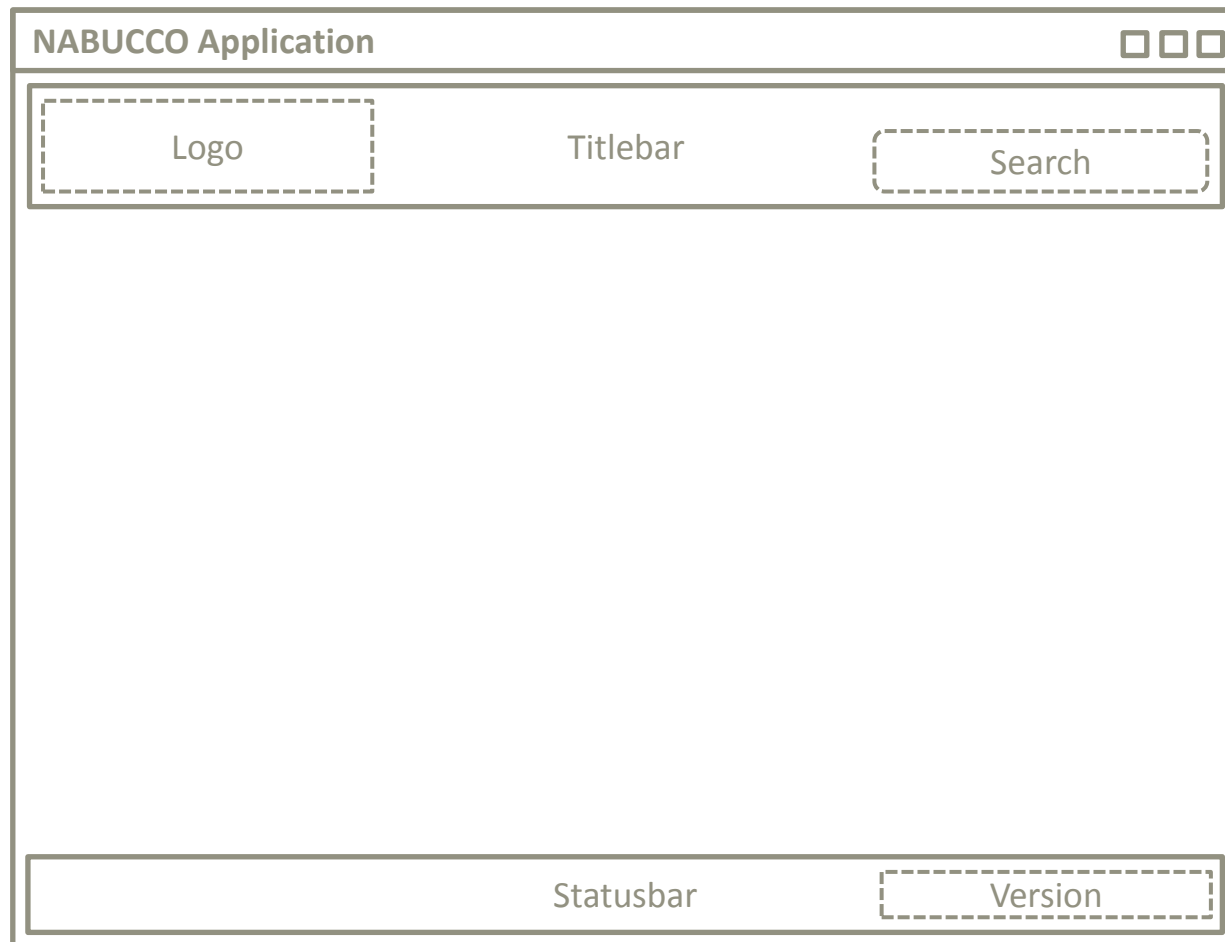 NABUCCO Application
Logo
Titlebar
Search
Statusbar
Version